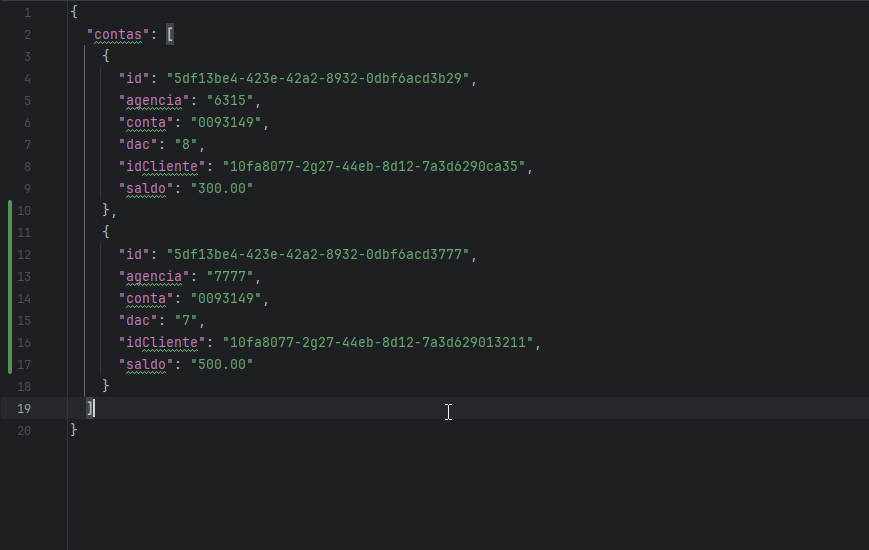 1 {
2 "contas": [
3 {
4 "id": "5df13be4-423e-42a2-8932-0dbf6acd3b29",
5 "agencia": "6315",
6 "conta": "0093149",
7 "dac": "8",
8 "idCliente": "10fa8077-2g27-44eb-8d12-7a3d6290ca35",
9 "saldo": "300.00"
10 },
11 {
12 "id": "5df13be4-423e-42a2-8932-0dbf6acd3777",
13 "agencia": "7777",
14 "conta": "0093149",
15 "dac": "7",
16 "idCliente": "10fa8077-2g27-44eb-8d12-7a3d629013211",
17 "saldo": "500.00"
18 }
19 ]
20 }